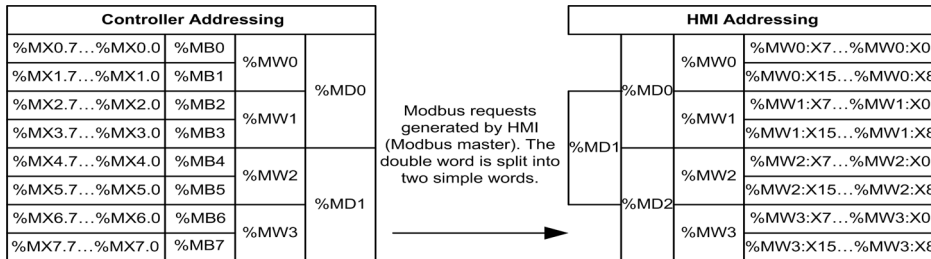 Controller Addressing
HMI Addressing
%MX0.7...%MX0.0 %MB0 %MW0 %MD0
%MX1.7...%MX1.0 %MB1
%MX2.7...%MX2.0 %MB2 %MW1
%MX3.7...%MX3.0 %MB3
%MX4.7...%MX4.0 %MB4 %MW2 %MD1
%MX5.7...%MX5.0 %MB5
%MX6.7...%MX6.0 %MB6 %MW3
%MX7.7...%MX7.0 %MB7
Modbus requests
generated by HMI
(Modbus master). The
double word is split into
two simple words.
%MD0 %MW0 %MW0:X7...%MW0:X0
%MW0:X15...%MW0:X8
%MD1 %MW1 %MW1:X7...%MW1:X0
%MW1:X15...%MW1:X8
%MD2 %MW2 %MW2:X7...%MW2:X0
%MW2:X15...%MW2:X8
%MW3 %MW3:X7...%MW3:X0
%MW3:X15...%MW3:X8